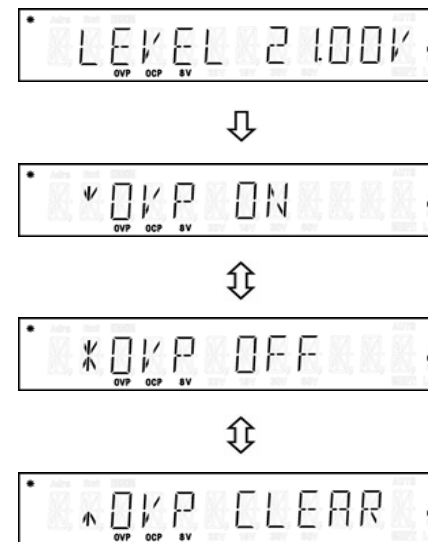 *
LEVEL 21.00V
OVP OCP 8V
*
OVP ON
OVP OCP 8V
*
*OVP OFF
OVP OCP 8V
*
OVP CLEAR
OVP OCP 8V